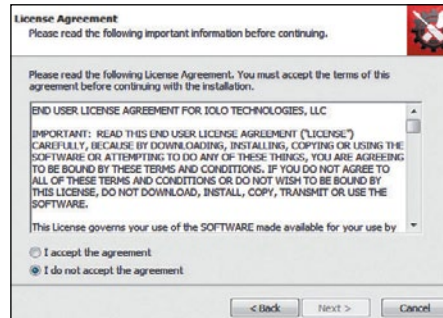 License Agreement
Please read the following important information before continuing.
Please read the following License Agreement. You must accept the terms of this
agreement before continuing with the installation.
END USER LICENSE AGREEMENT FOR IOLO TECHNOLOGIES, LLC
IMPORTANT: READ THIS END USER LICENSE AGREEMENT ("LICENSE")
CAREFULLY, BECAUSE BY DOWNLOADING, INSTALLING, COPYING OR USING THE
SOFTWARE OR ATTEMPTING TO DO ANY OF THESE THINGS, YOU ARE AGREEING
TO BE BOUND BY THESE TERMS AND CONDITIONS. IF YOU DO NOT AGREE TO
ALL OF THESE TERMS AND CONDITIONS OR DO NOT WISH TO BE BOUND BY
THIS LICENSE, DO NOT DOWNLOAD, INSTALL, COPY, TRANSMIT OR USE THE
SOFTWARE.
This License governs your use of the SOFTWARE made available for your use by
I accept the agreement
I do not accept the agreement
< Back Next > Cancel